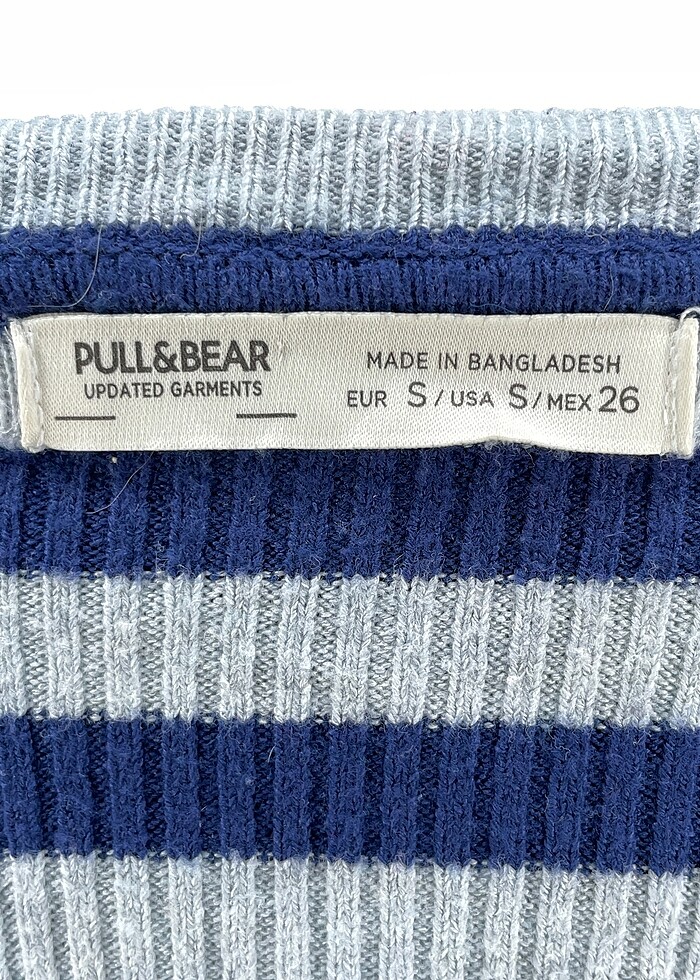 PULL&BEAR
UPDATED GARMENTS
MADE IN BANGLADESH
EUR S / USA S / MEX 26